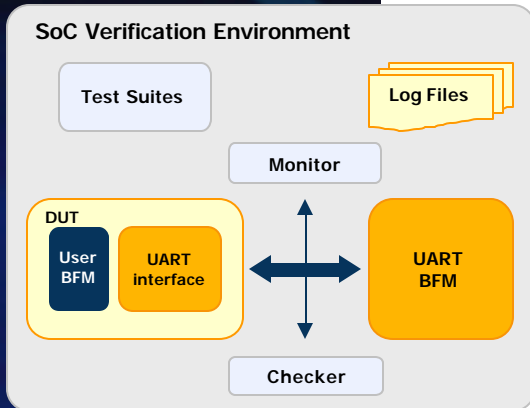 SoC Verification Environment
Test Suites
Log Files
Monitor
DUT
User
BFM
UART
interface
UART
BFM
Checker